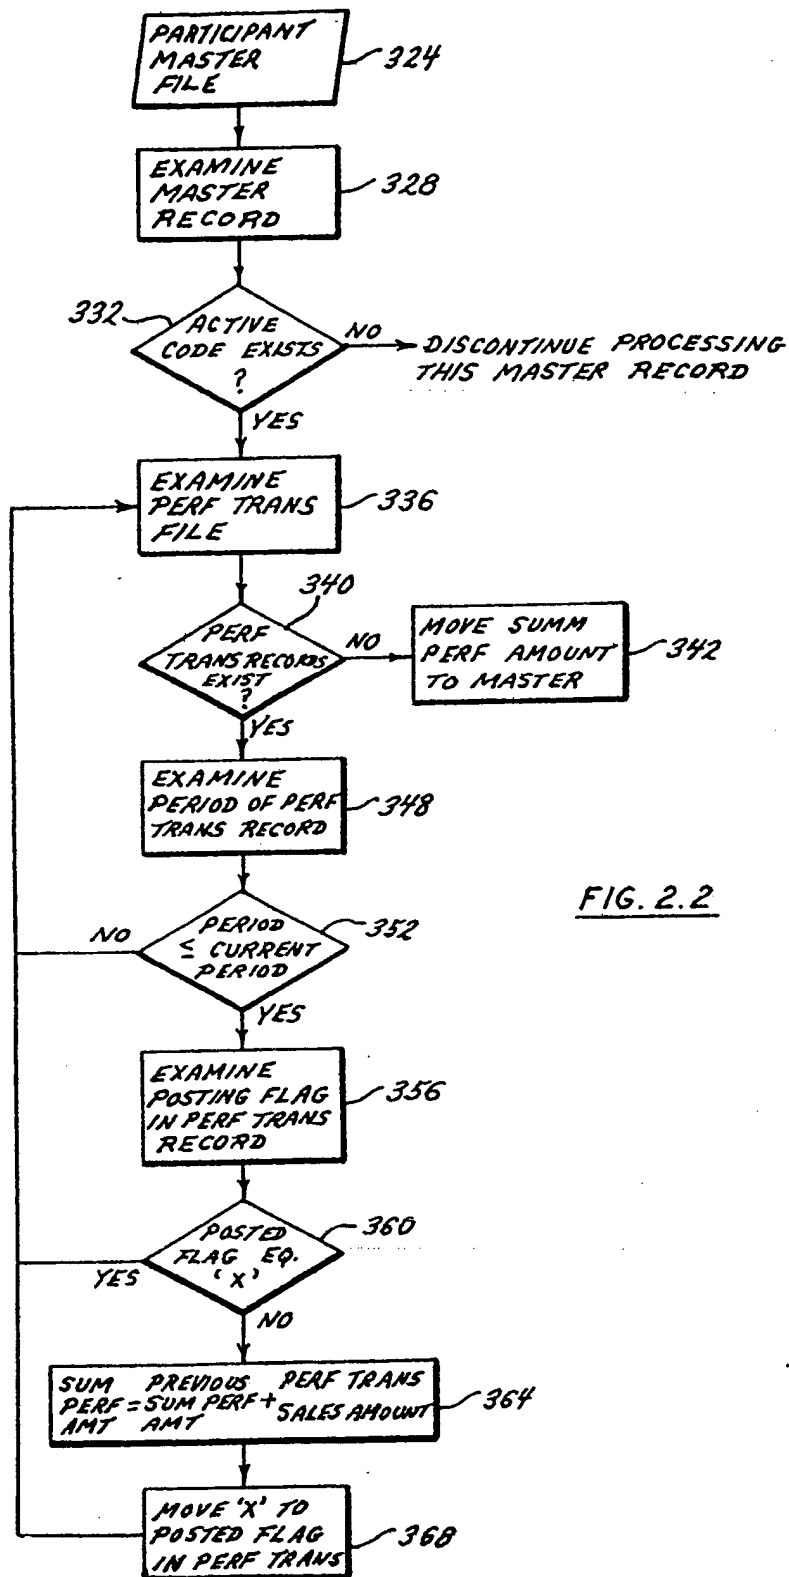 PARTICIPANT
MASTER
FILE
324
EXAMINE
MASTER
RECORD
328
332
ACTIVE
CODE EXISTS
?
NO
DISCONTINUE PROCESSING
THIS MASTER RECORD
YES
EXAMINE
PERF TRANS
FILE
336
340
PERF
TRANS RECORDS
EXIST
?
NO
MOVE SUMM
PERF AMOUNT
TO MASTER
342
YES
EXAMINE
PERIOD OF PERF
TRANS RECORD
348
PERIOD
≤ CURRENT
PERIOD
352
NO
FIG. 2.2
YES
EXAMINE
POSTING FLAG
IN PERF TRANS
RECORD
356
POSTED
FLAG EQ.
'X'
360
YES
NO
SUM PREVIOUS PERF TRANS
PERF = SUM PERF + SALES AMOUNT
AMT AMT
364
MOVE 'X' TO
POSTED FLAG
IN PERF TRANS
368